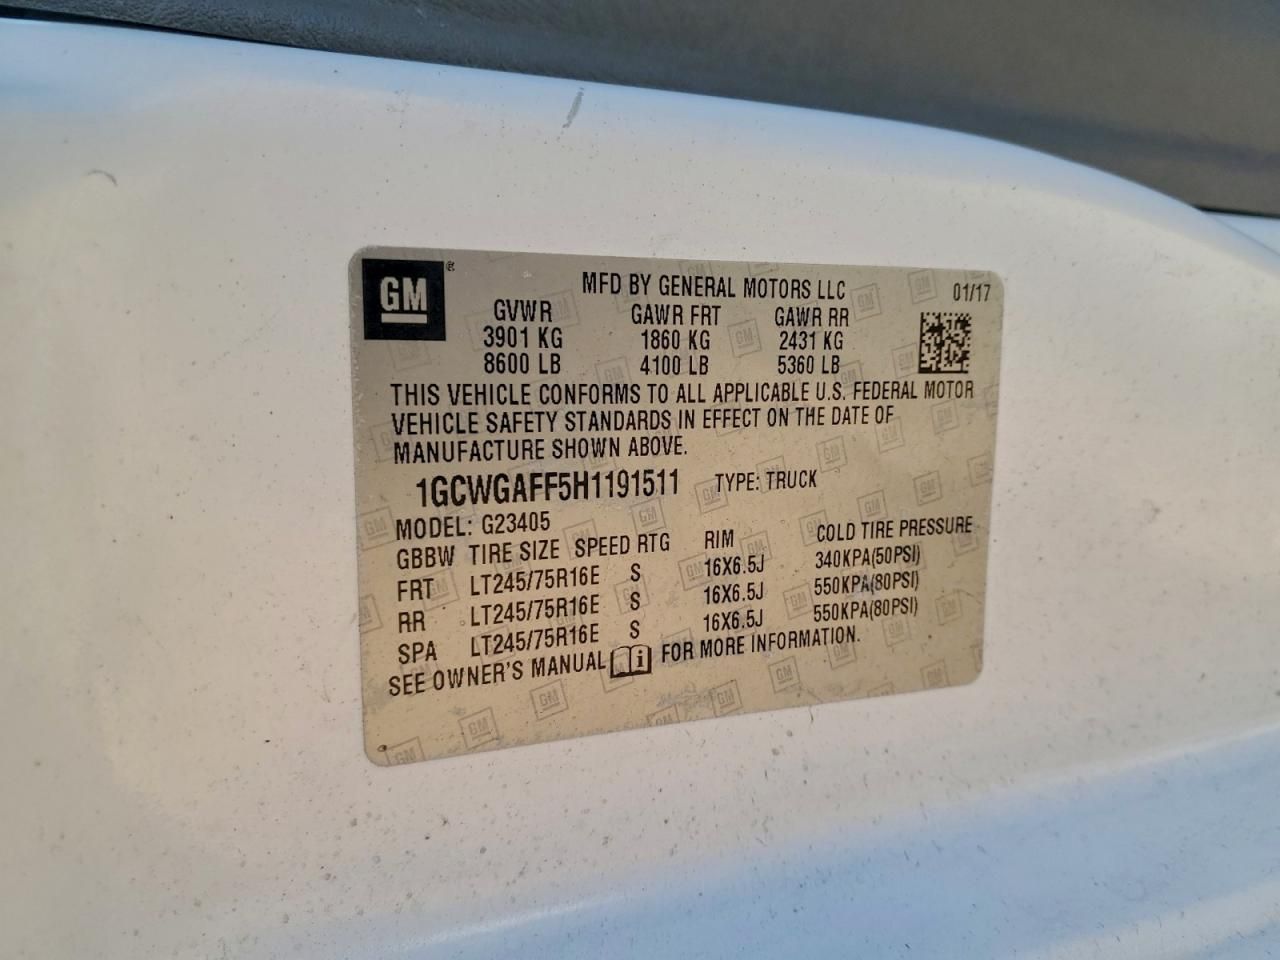 GM®
MFD BY GENERAL MOTORS LLC 01/17
GVWR GAWR FRT GAWR RR
3901 KG 1860 KG 2431 KG
8600 LB 4100 LB 5360 LB
THIS VEHICLE CONFORMS TO ALL APPLICABLE U.S. FEDERAL MOTOR
VEHICLE SAFETY STANDARDS IN EFFECT ON THE DATE OF
MANUFACTURE SHOWN ABOVE.
1GCWGAFF5H1191511 TYPE: TRUCK
MODEL: G23405
GBBW TIRE SIZE SPEED RTG RIM COLD TIRE PRESSURE
FRT LT245/75R16E S 16X6.5J 340KPA(50PSI)
RR LT245/75R16E S 16X6.5J 550KPA(80PSI)
SPA LT245/75R16E S 16X6.5J 550KPA(80PSI)
SEE OWNER'S MANUAL FOR MORE INFORMATION.